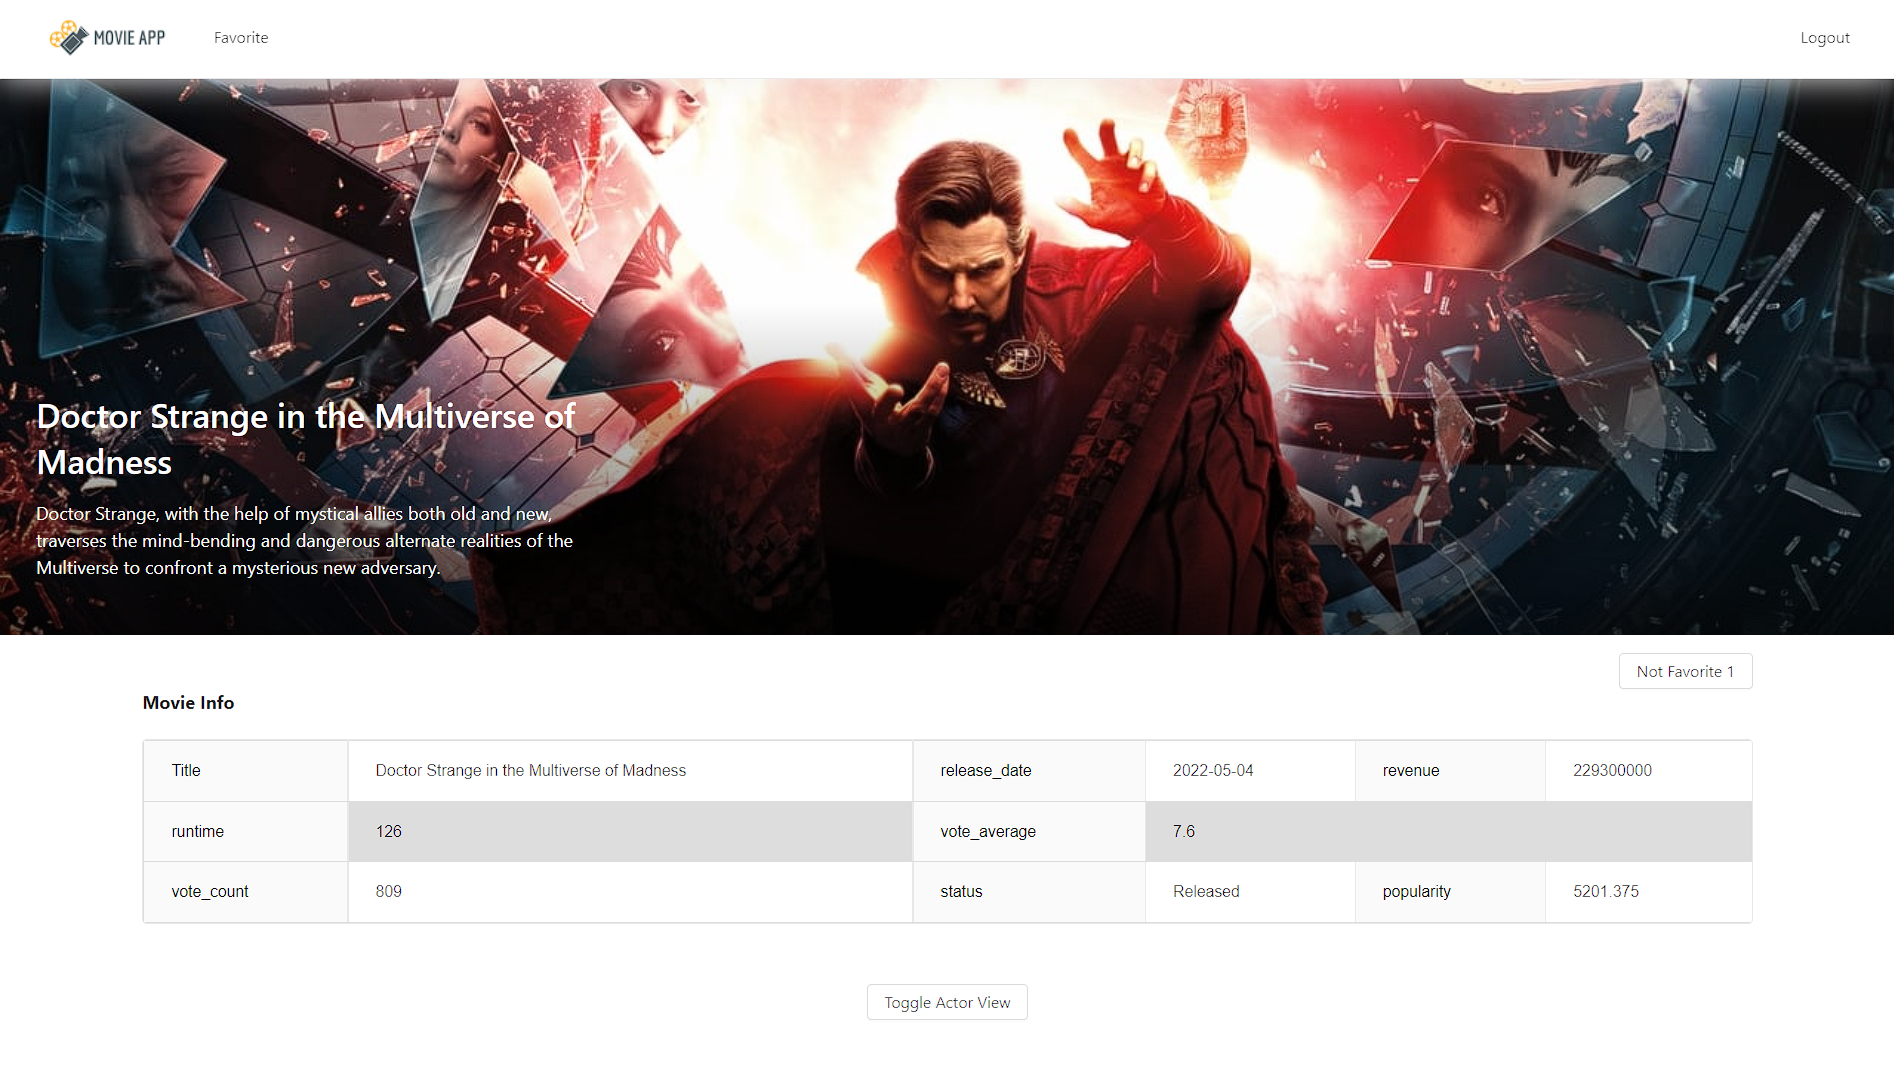 MOVIE APP
Favorite
Logout
Doctor Strange in the Multiverse of
Madness
Doctor Strange, with the help of mystical allies both old and new,
traverses the mind-bending and dangerous alternate realities of the
Multiverse to confront a mysterious new adversary.
Not Favorite 1
Movie Info
Title Doctor Strange in the Multiverse of Madness release_date 2022-05-04 revenue 229300000
runtime 126 vote_average 7.6
vote_count 809 status Released popularity 5201.375
Toggle Actor View